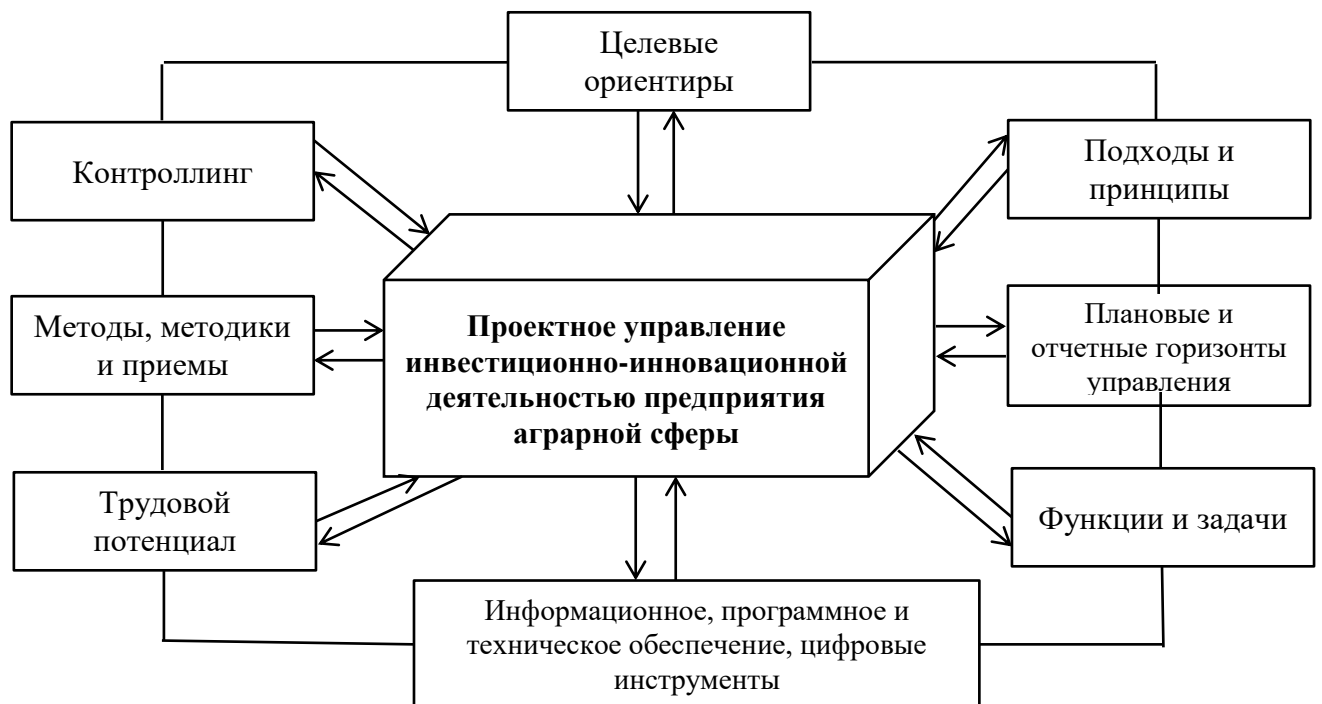 Целевые
ориентиры
Контроллинг
Подходы и
принципы
Методы, методики
и приемы
Проектное управление
инвестиционно-инновационной
деятельностью предприятия
аграрной сферы
Плановые и
отчетные горизонты
управления
Трудовой
потенциал
Функции и задачи
Информационное, программное и
техническое обеспечение, цифровые
инструменты